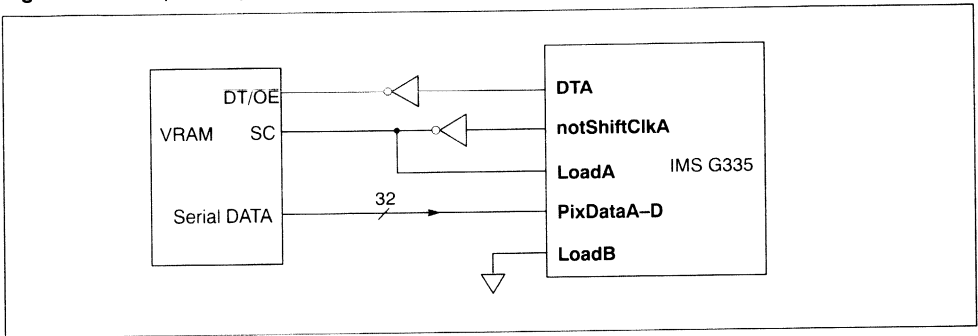 DT/OE
VRAM SC
Serial DATA
32
DTA
notShiftClkA
LoadA
IMS G335
PixDataA–D
LoadB